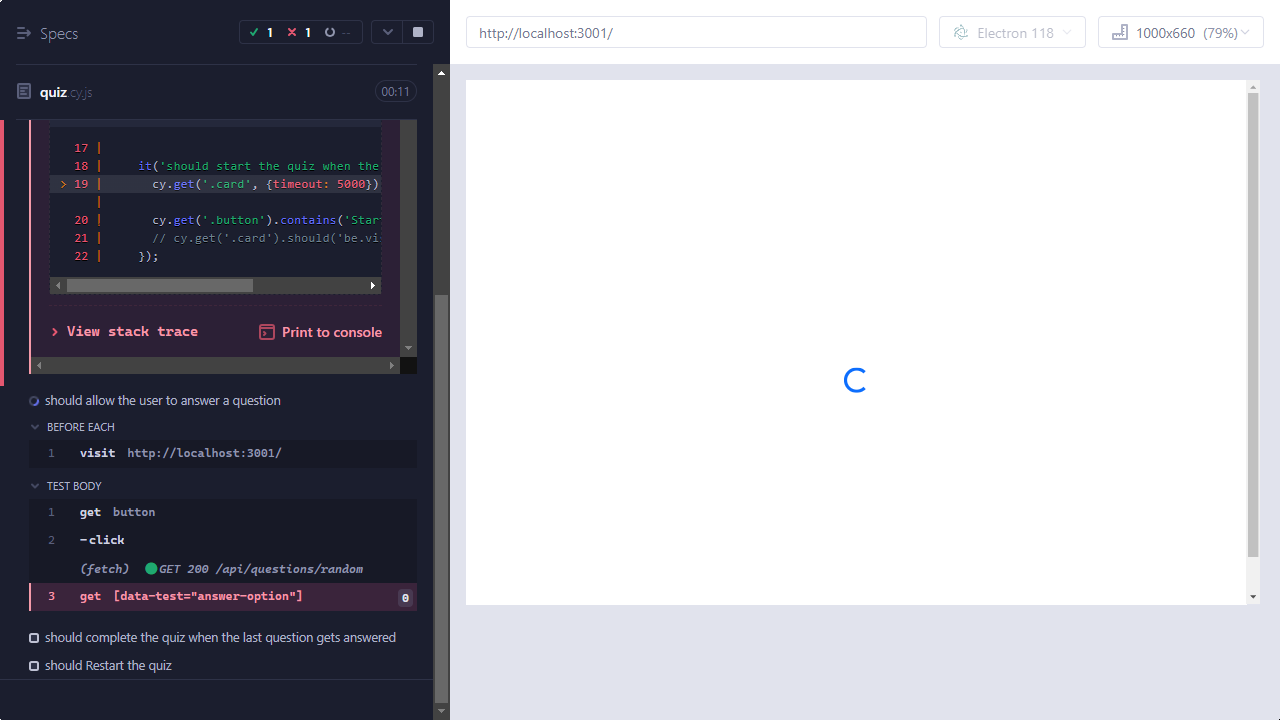 Specs
1
1
--
http://localhost:3001/
Electron 118
1000x660 (79%)
quiz.cy.js
00:11
17 |
18 | it('should start the quiz when the
> 19 | cy.get('.card', {timeout: 5000})
|
20 | cy.get('.button').contains('Star
21 | // cy.get('.card').should('be.vi
22 | });
View stack trace
Print to console
should allow the user to answer a question
BEFORE EACH
1 visit http://localhost:3001/
TEST BODY
1 get button
2 -click
(fetch) GET 200 /api/questions/random
3 get [data-test="answer-option"] 0
should complete the quiz when the last question gets answered
should Restart the quiz